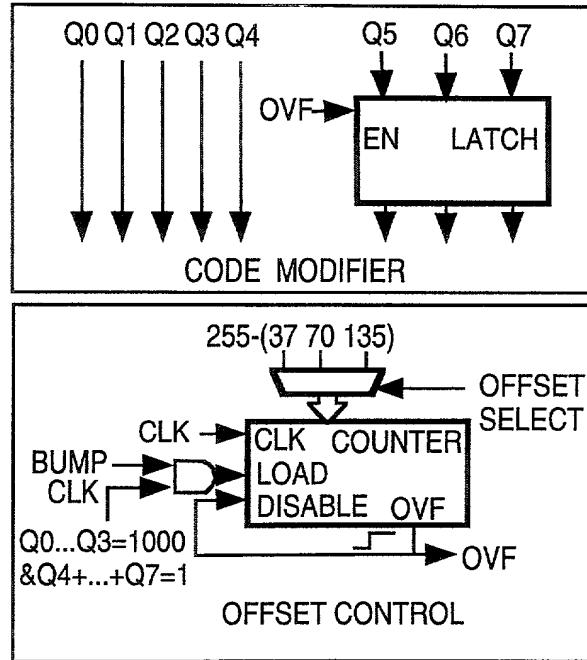 Q0 Q1 Q2 Q3 Q4 Q5 Q6 Q7
OVF
EN LATCH
CODE MODIFIER
255-(37 70 135)
OFFSET
SELECT
CLK
CLK COUNTER
BUMP
CLK
LOAD
DISABLE OVF
Q0...Q3=1000
&Q4+...+Q7=1
OVF
OFFSET CONTROL